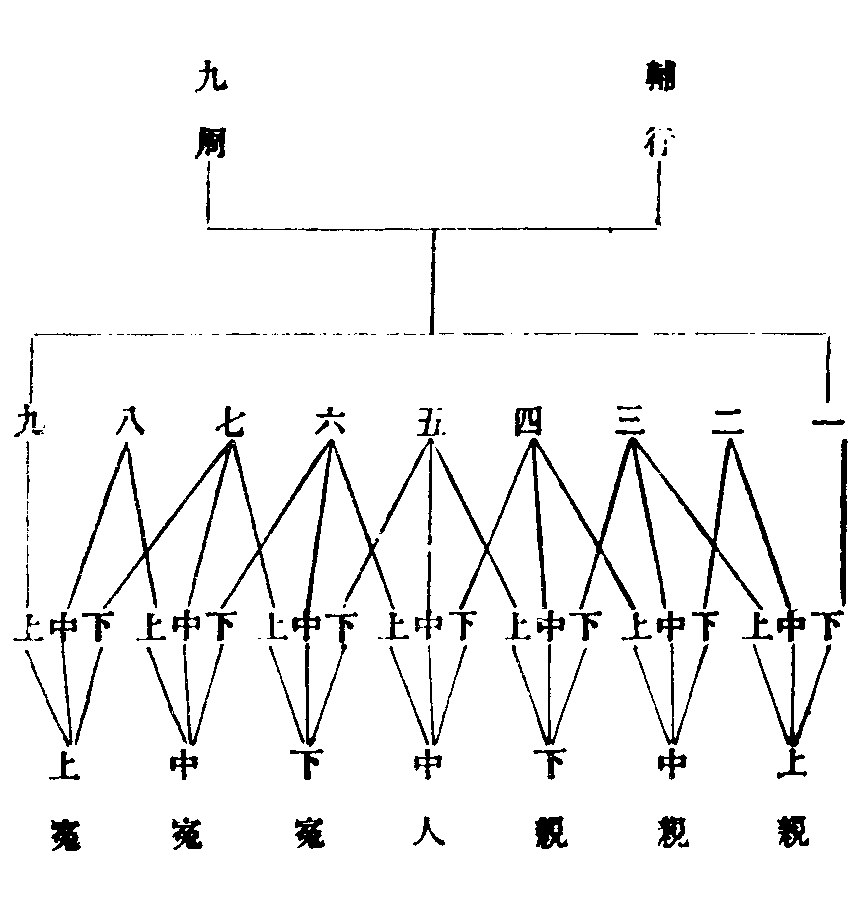 輔行
九周
一 二 三 四 五 六 七 八 九
下中上 下中上 下中上 下中上 下中上 下中上 下中上
上親
中親
下親
中人
下寃
中寃
上寃